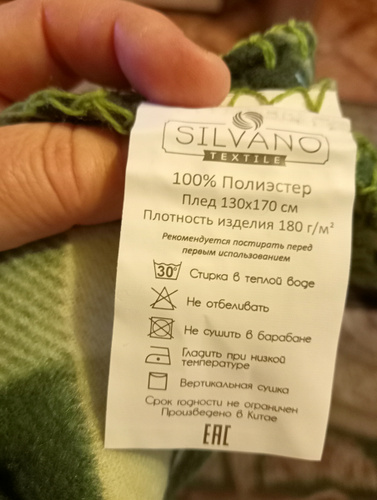 SILVANO
TEXTILE
100% Полиэстер
Плед 130х170 см
Плотность изделия 180 г/м²
Рекомендуется постирать перед
первым использованием
30° Стирка в теплой воде
Не отбеливать
Не сушить в барабане
Гладить при низкой
температуре
Вертикальная сушка
Срок годности не ограничен
Произведено в Китае
ЕАС